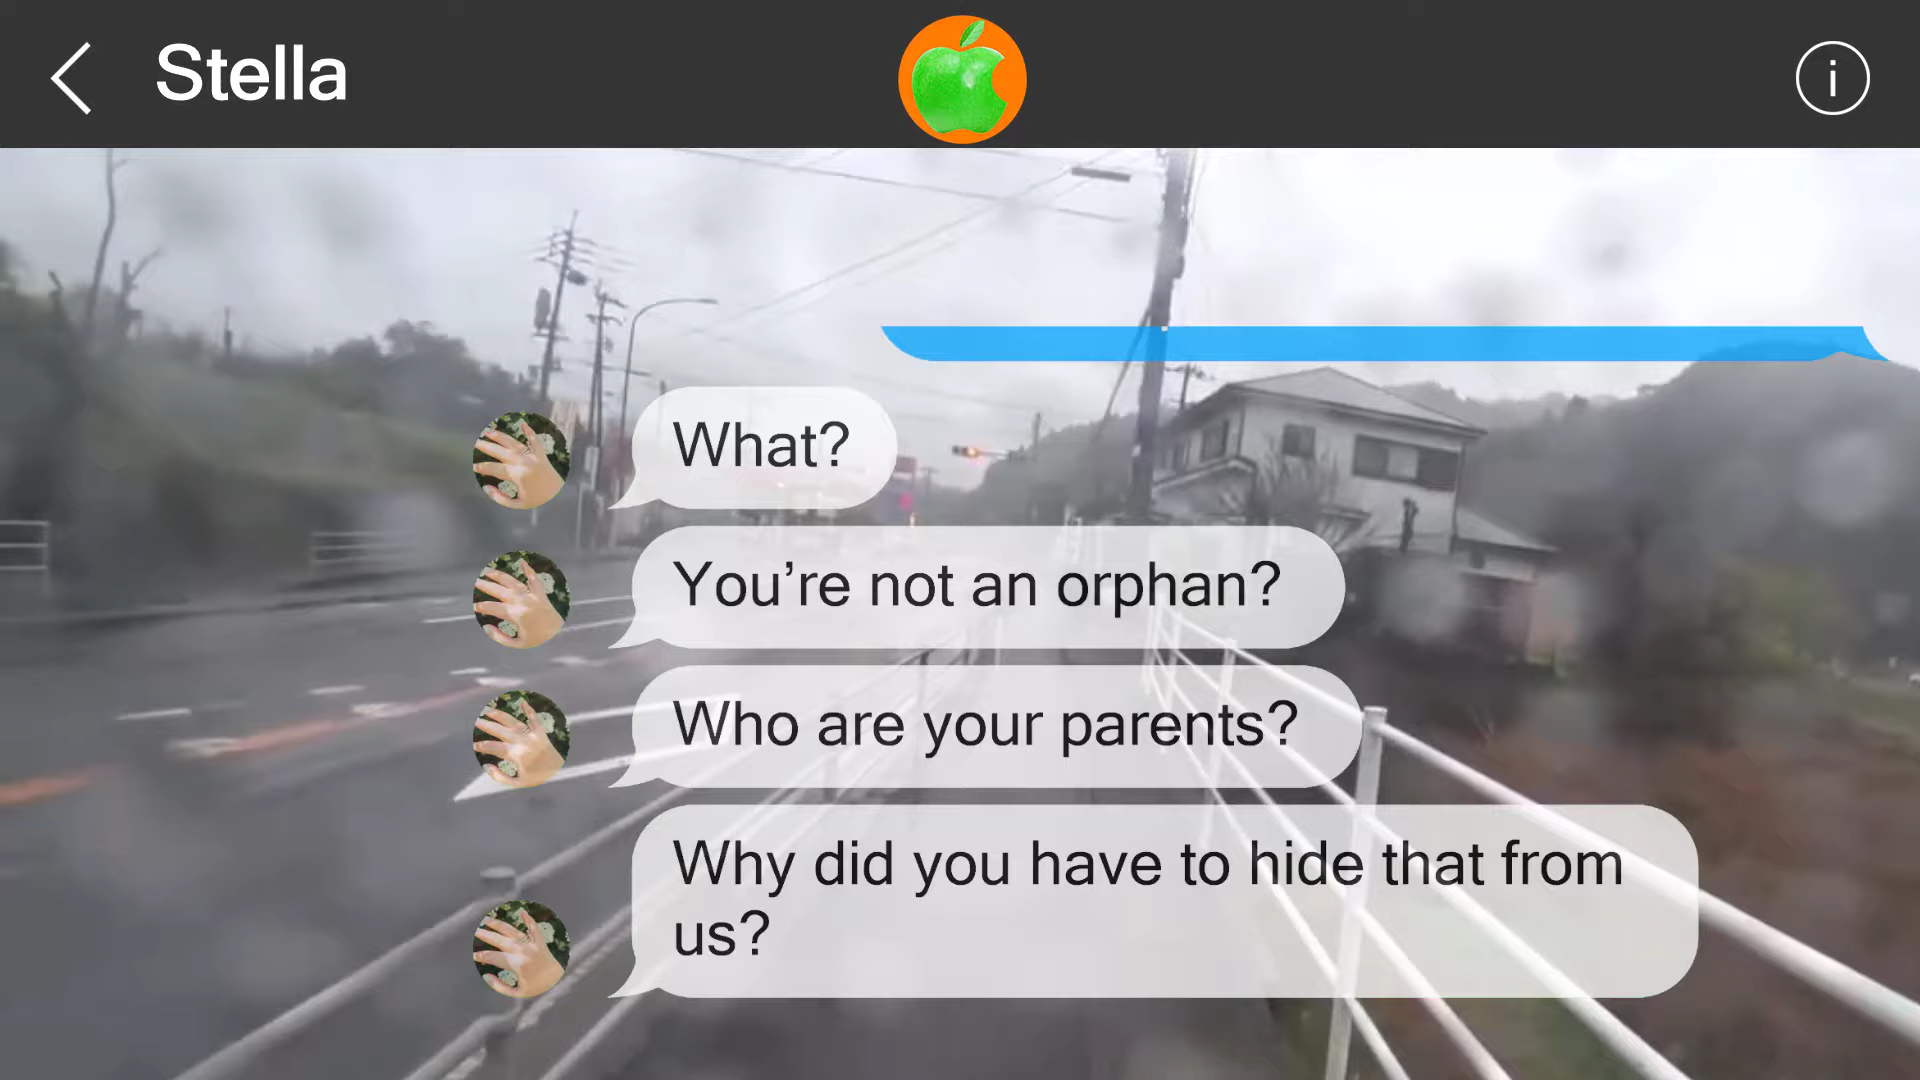 Stella
What?
You’re not an orphan?
Who are your parents?
Why did you have to hide that from
us?